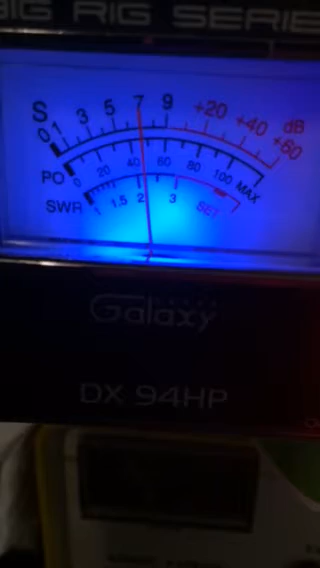 BIG RIG SERIE
S 0 1 3 5 7 9 +20 +40 +60 dB
PO 0 20 40 60 80 100 MAX
SWR 1 1.5 2 3 SET
Galaxy
DX 94HP